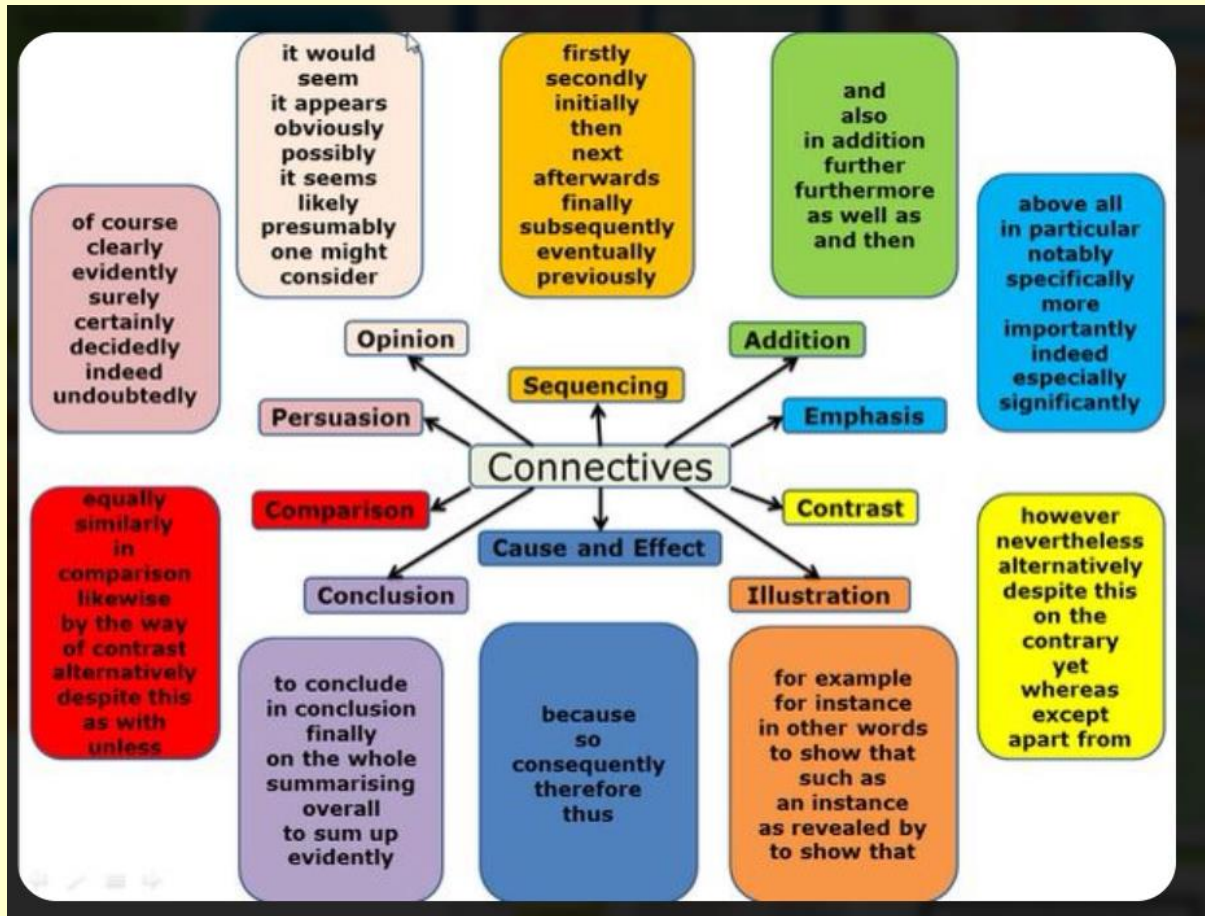 it would
seem
it appears
obviously
possibly
it seems
likely
presumably
one might
consider
firstly
secondly
initially
then
next
afterwards
finally
subsequently
eventually
previously
and
also
in addition
further
furthermore
as well as
and then
of course
clearly
evidently
surely
certainly
decidedly
indeed
undoubtedly
above all
in particular
notably
specifically
more
importantly
indeed
especially
significantly
Opinion
Sequencing
Addition
Persuasion
Emphasis
Connectives
Comparison
Contrast
Cause and Effect
Conclusion
Illustration
equally
similarly
in
comparison
likewise
by the way
of contrast
alternatively
despite this
as with
unless
to conclude
in conclusion
finally
on the whole
summarising
overall
to sum up
evidently
because
so
consequently
therefore
thus
for example
for instance
in other words
to show that
such as
an instance
as revealed by
to show that
however
nevertheless
alternatively
despite this
on the
contrary
yet
whereas
except
apart from